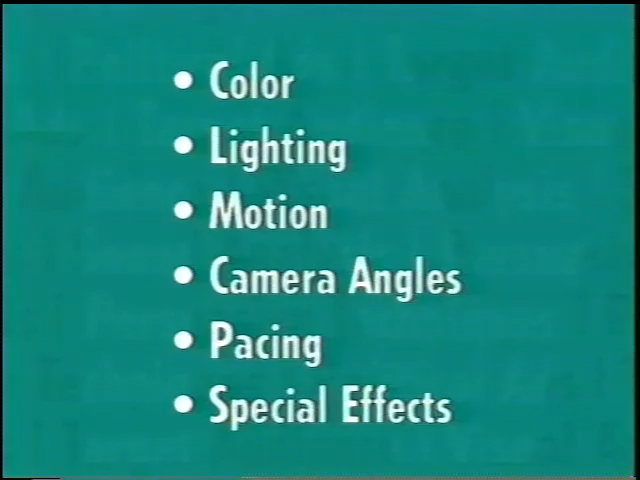 • Color
• Lighting
• Motion
• Camera Angles
• Pacing
• Special Effects